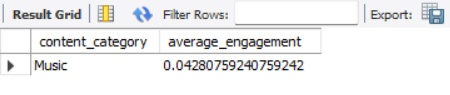 Result Grid Filter Rows: Export:
content_category average_engagement
Music 0.04280759240759242